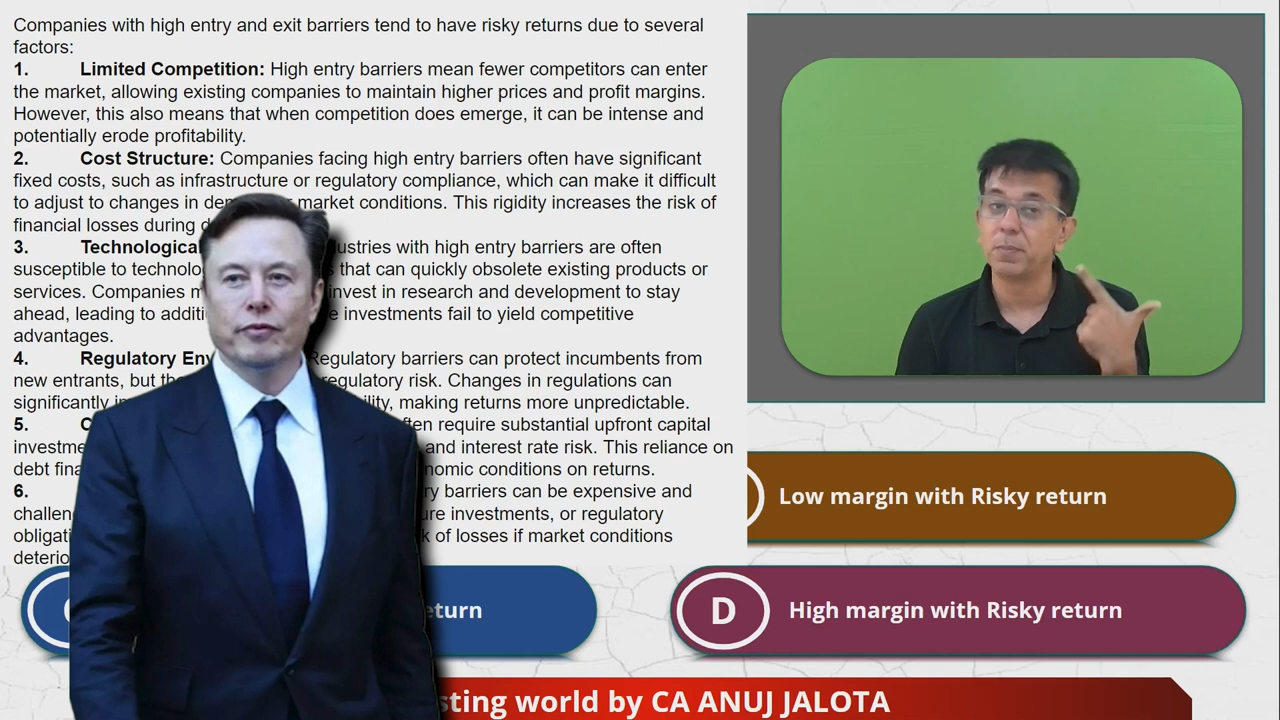 Companies with high entry and exit barriers tend to have risky returns due to several
factors:
1. Limited Competition: High entry barriers mean fewer competitors can enter
the market, allowing existing companies to maintain higher prices and profit margins.
However, this also means that when competition does emerge, it can be intense and
potentially erode profitability.
2. Cost Structure: Companies facing high entry barriers often have significant
fixed costs, such as infrastructure or regulatory compliance, which can make it difficult
to adjust to changes in market conditions. This rigidity increases the risk of
financial losses during
3. with high entry barriers are often
susceptible to that can quickly obsolete existing products or
services. Companies invest in research and development to stay
ahead, leading to investments fail to yield competitive
advantages.
4. Regulatory Regulatory barriers can protect incumbents from
new entrants, but regulatory risk. Changes in regulations can
significantly making returns more unpredictable.
5. require substantial upfront capital
and interest rate risk. This reliance on
debt conditions on returns.
6. barriers can be expensive and
investments, or regulatory
of losses if market conditions
Low margin with Risky return
D High margin with Risky return
world by CA ANUJ JALOTA